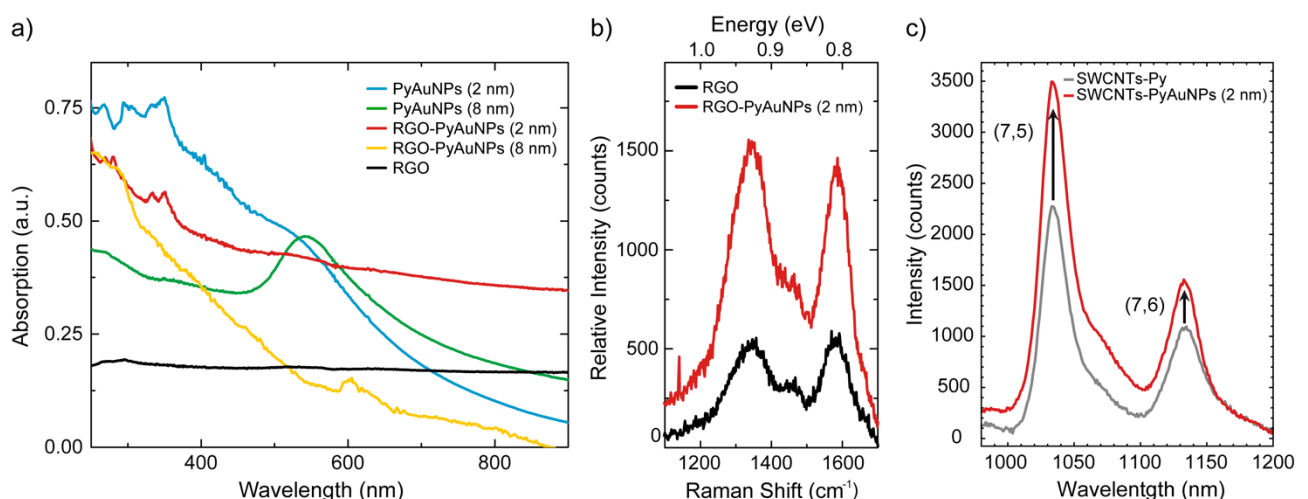 a)
0.75
0.50
0.25
0.00
Absorption (a.u.)
400
600
800
Wavelength (nm)
PyAuNPs (2 nm)
PyAuNPs (8 nm)
RGO-PyAuNPs (2 nm)
RGO-PyAuNPs (8 nm)
RGO
b)
Energy (eV)
1.0
0.9
0.8
RGO
RGO-PyAuNPs (2 nm)
1500
1000
500
0
Relative Intensity (counts)
1100
1400
1600
Raman Shift (cm-1)
c)
SWCNTs-Py
SWCNTs-PyAuNPs (2 nm)
(7,5)
(7,6)
3500
3000
2500
2000
1500
1000
500
0
Intensity (counts)
1000
1050
1100
1200
Wavelentgth (nm)